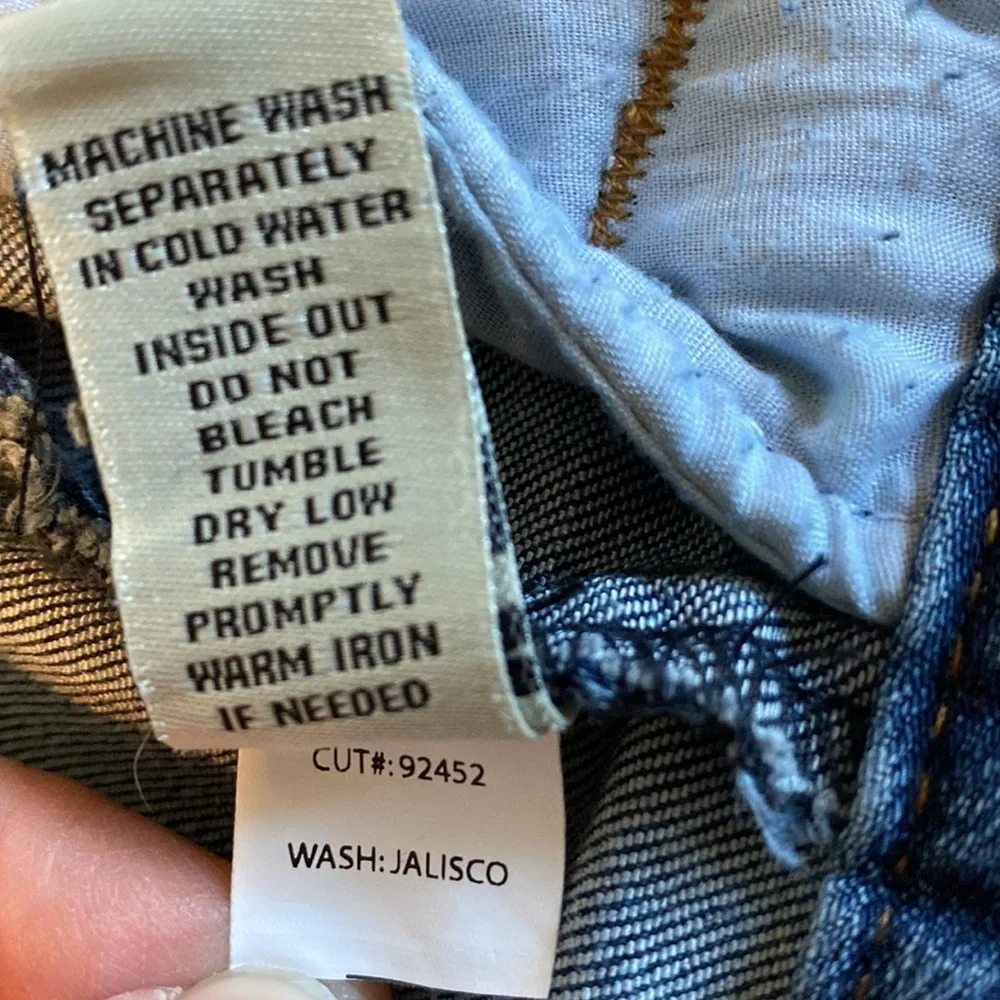 MACHINE WASH
SEPARATELY
IN COLD WATER
WASH
INSIDE OUT
DO NOT
BLEACH
TUMBLE
DRY LOW
REMOVE
PROMPTLY
WARM IRON
IF NEEDED
CUT#:92452
WASH:JALISCO